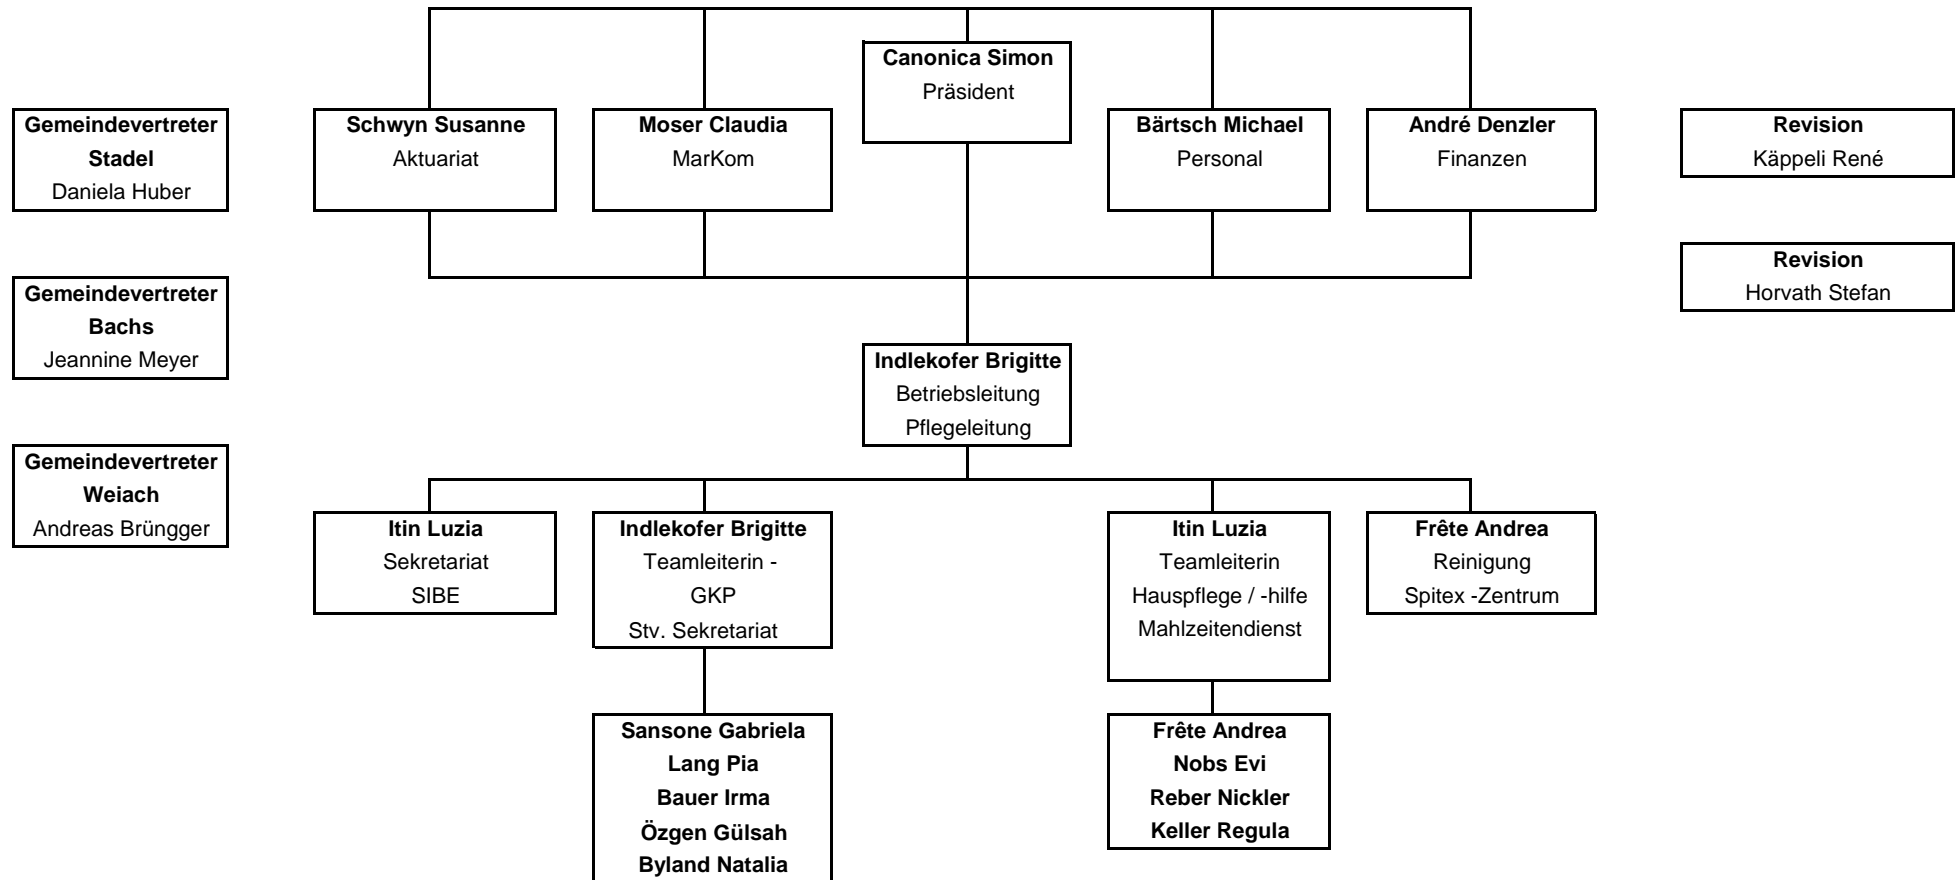 Canonica Simon
Präsident
Gemeindevertreter
Stadel
Daniela Huber
Schwyn Susanne
Aktuariat
Moser Claudia
MarKom
Bärtsch Michael
Personal
André Denzler
Finanzen
Revision
Käppeli René
Revision
Horvath Stefan
Gemeindevertreter
Bachs
Jeannine Meyer
Indlekofer Brigitte
Betriebsleitung
Pflegeleitung
Gemeindevertreter
Weiach
Andreas Brüngger
Itin Luzia
Sekretariat
SIBE
Indlekofer Brigitte
Teamleiterin -
GKP
Stv. Sekretariat
Itin Luzia
Teamleiterin
Hauspflege / -hilfe
Mahlzeitendienst
Frête Andrea
Reinigung
Spitex -Zentrum
Sansone Gabriela
Lang Pia
Bauer Irma
Özgen Gülsah
Byland Natalia
Frête Andrea
Nobs Evi
Reber Nickler
Keller Regula